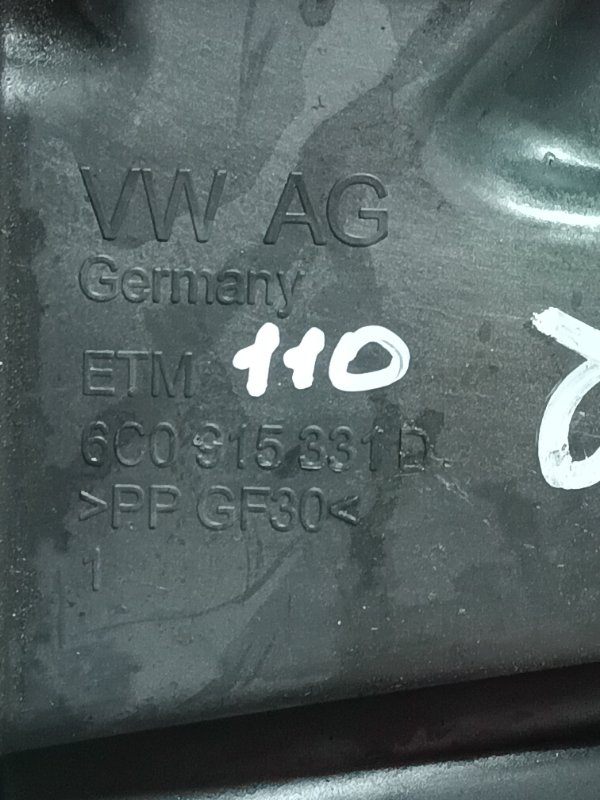 VW AG
Germany
ETM 110
6C0 915 331 D
>PP GF30<
1